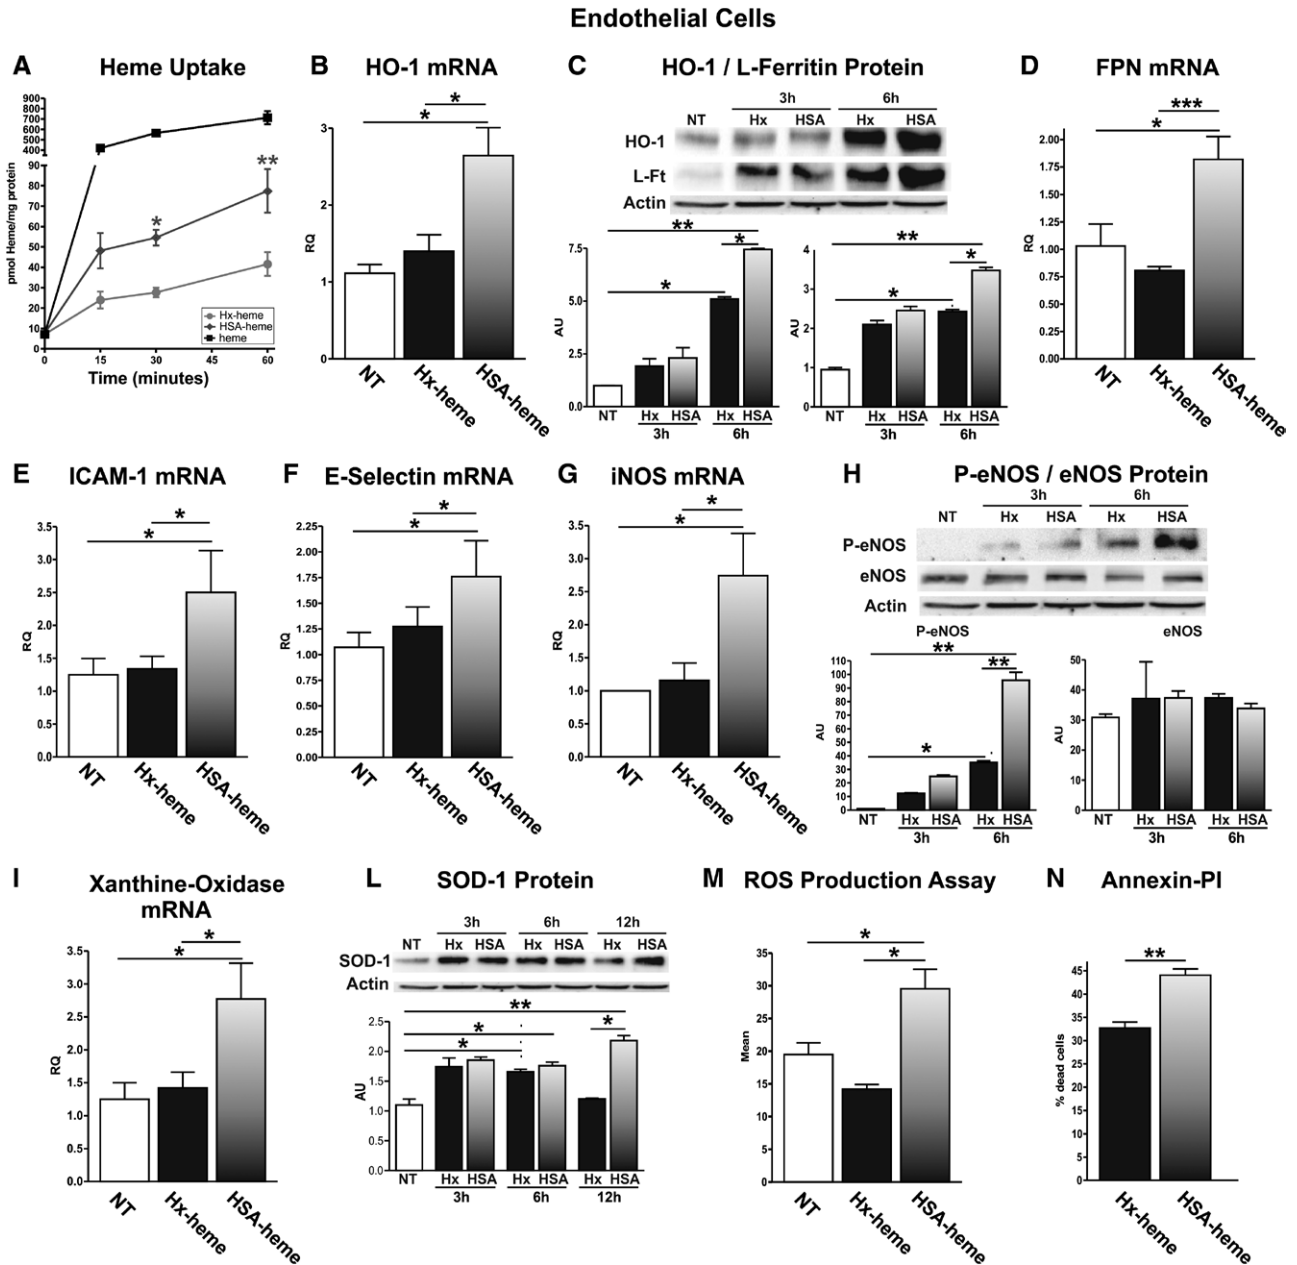 Endothelial Cells
A Heme Uptake
900
800
700
600
500
400
90
80
70
60
50
40
30
20
10
0
pmol Heme/mg protein
*
**
Hx-heme
HSA-heme
heme
0 15 30 45 60
Time (minutes)
B HO-1 mRNA
*
*
3
2
1
0
RQ
NT Hx-heme HSA-heme
C HO-1 / L-Ferritin Protein
3h 6h
NT Hx HSA Hx HSA
HO-1
L-Ft
Actin
**
*
*
7.5
5.0
2.5
0.0
AU
NT Hx HSA Hx HSA
3h 6h
**
*
*
4
3
2
1
0
AU
NT Hx HSA Hx HSA
3h 6h
D FPN mRNA
***
*
2.00
1.75
1.50
1.25
1.00
0.75
0.50
0.25
0.00
RQ
NT Hx-heme HSA-heme
E ICAM-1 mRNA
*
*
3.5
3.0
2.5
2.0
1.5
1.0
0.5
0.0
RQ
NT Hx-heme HSA-heme
F E-Selectin mRNA
*
*
2.25
2.00
1.75
1.50
1.25
1.00
0.75
0.50
0.25
0.00
RQ
NT Hx-heme HSA-heme
G iNOS mRNA
*
*
3.5
3.0
2.5
2.0
1.5
1.0
0.5
0.0
RQ
NT Hx-heme HSA-heme
H P-eNOS / eNOS Protein
3h 6h
NT Hx HSA Hx HSA
P-eNOS
eNOS
Actin
P-eNOS
**
**
*
110
100
90
80
70
60
50
40
30
20
10
0
AU
NT Hx HSA Hx HSA
3h 6h
eNOS
50
40
30
20
10
0
AU
NT Hx HSA Hx HSA
3h 6h
I Xanthine-Oxidase
mRNA
*
*
3.5
3.0
2.5
2.0
1.5
1.0
0.5
0.0
RQ
NT Hx-heme HSA-heme
L SOD-1 Protein
3h 6h 12h
NT Hx HSA Hx HSA Hx HSA
SOD-1
Actin
**
*
*
*
2.5
2.0
1.5
1.0
0.5
0.0
AU
NT Hx HSA Hx HSA Hx HSA
3h 6h 12h
M ROS Production Assay
*
*
35
30
25
20
15
10
5
0
Mean
NT Hx-heme HSA-heme
N Annexin-PI
**
45
40
35
30
25
20
15
10
5
0
% dead cells
Hx-heme HSA-heme